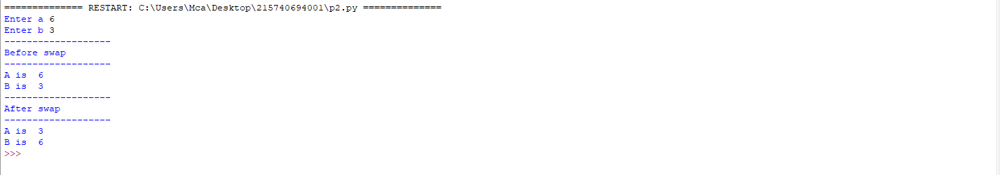 ============== RESTART: C:\Users\Mca\Desktop\215740694001\p2.py ==============
Enter a 6
Enter b 3
-------------------
Before swap
-------------------
A is  6
B is  3
-------------------
After swap
-------------------
A is  3
B is  6
>>>